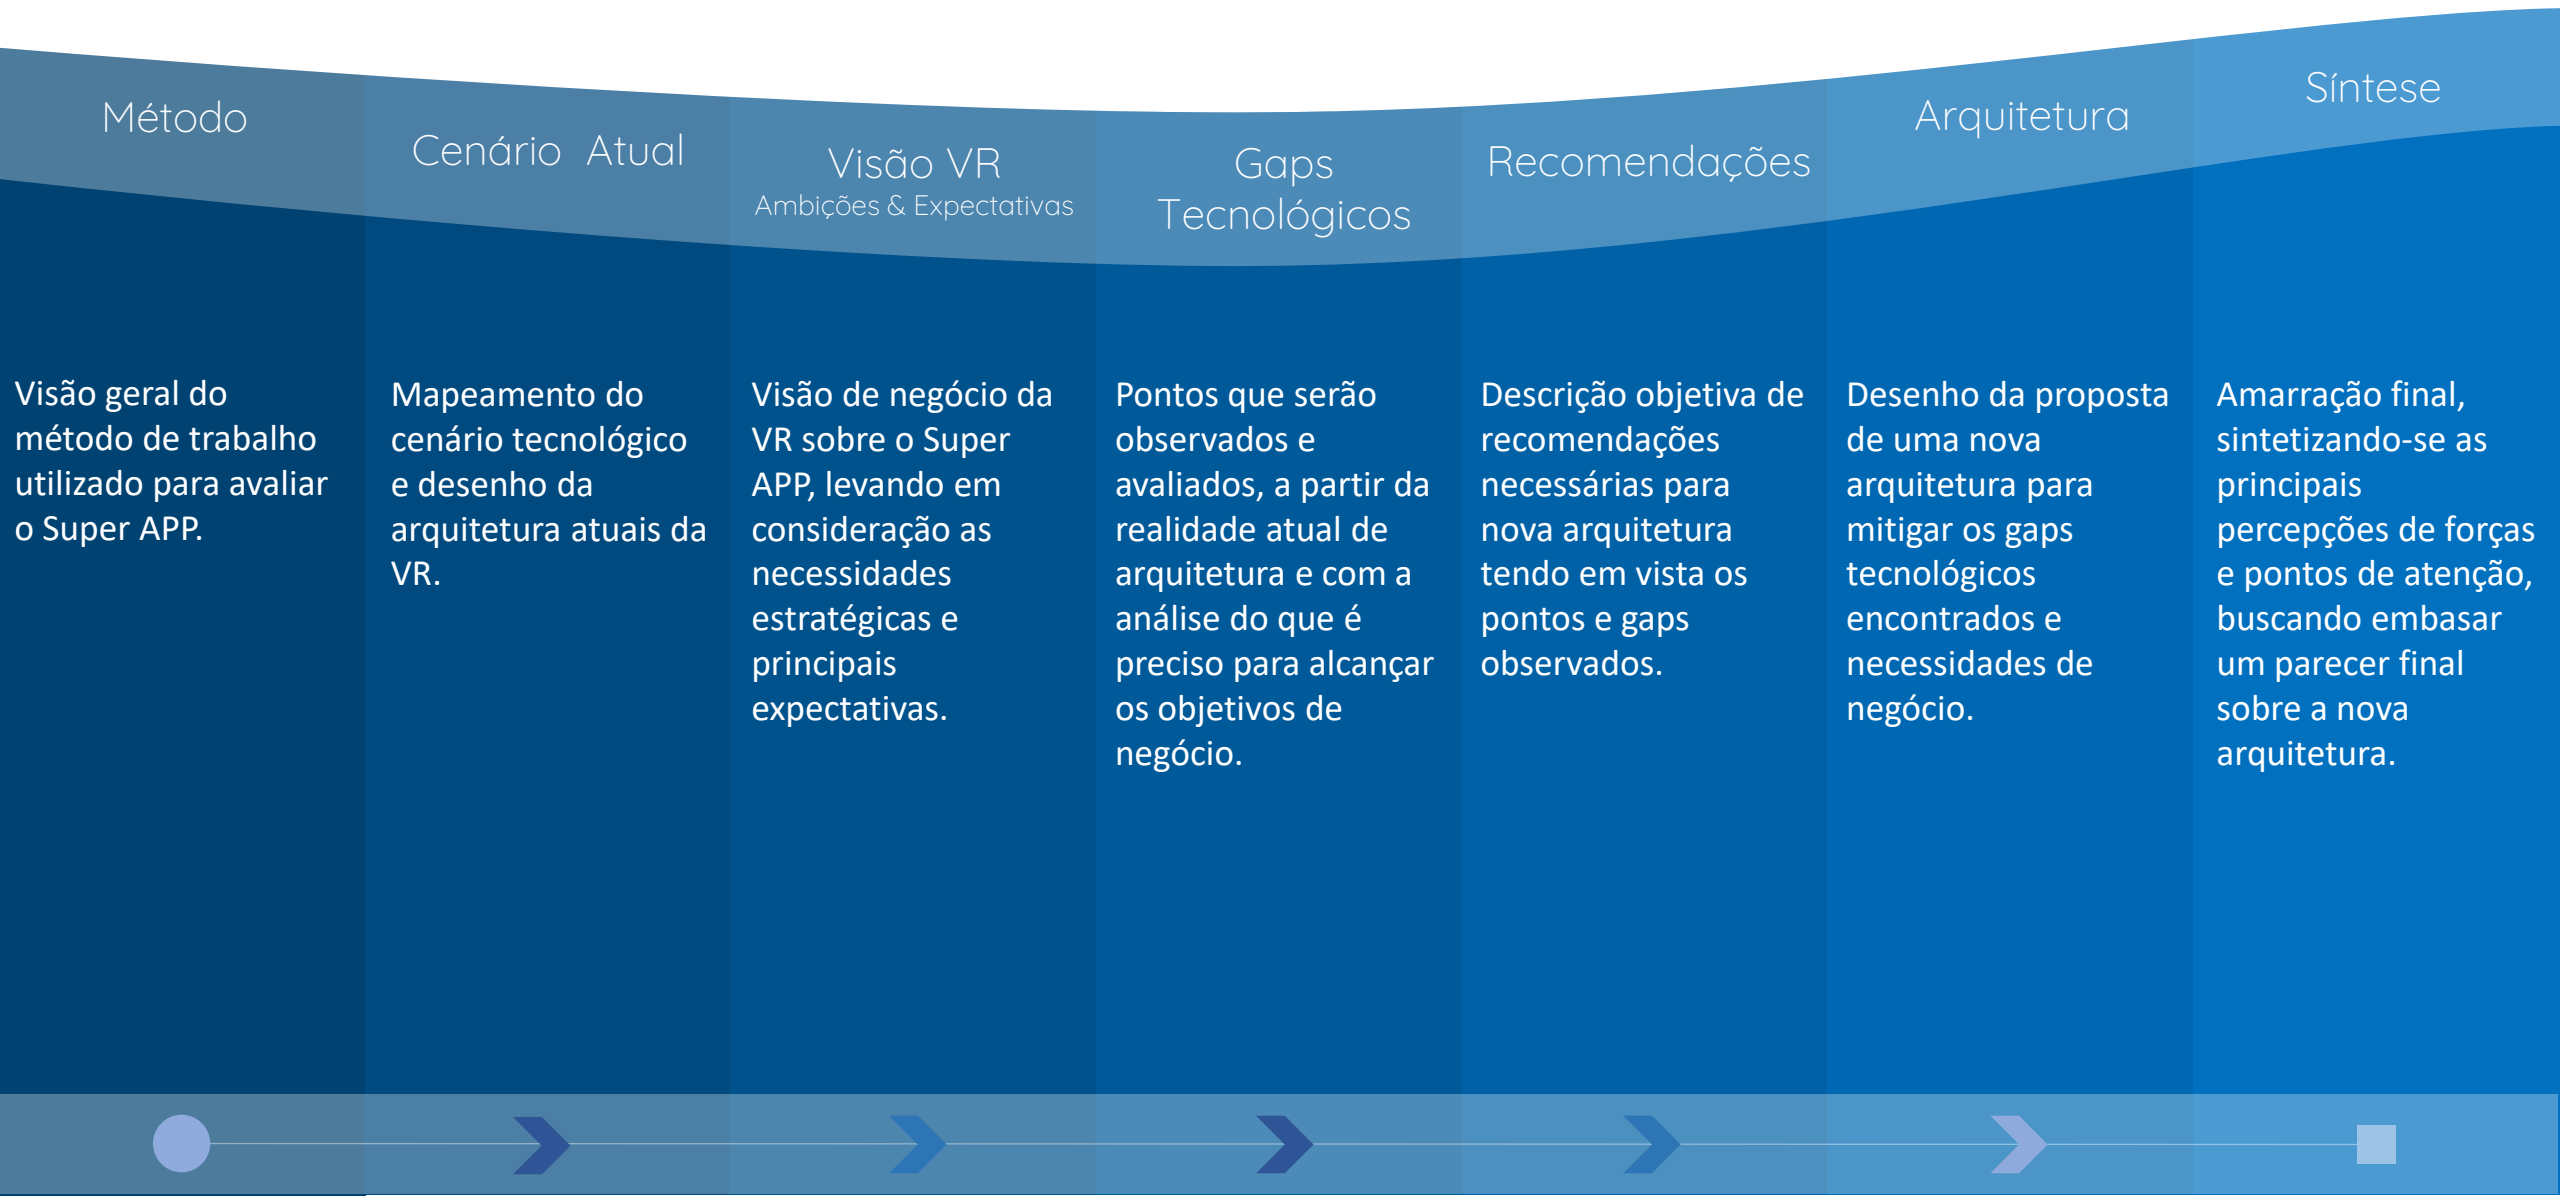 Método
Cenário  Atual
Visão VR
Ambições & Expectativas
Gaps
Tecnológicos
Recomendações
Arquitetura
Síntese
Visão geral do
método de trabalho
utilizado para avaliar
o Super APP.
Mapeamento do
cenário tecnológico
e desenho da
arquitetura atuais da
VR.
Visão de negócio da
VR sobre o Super
APP, levando em
consideração as
necessidades
estratégicas e
principais
expectativas.
Pontos que serão
observados e
avaliados, a partir da
realidade atual de
arquitetura e com a
análise do que é
preciso para alcançar
os objetivos de
negócio.
Descrição objetiva de
recomendações
necessárias para
nova arquitetura
tendo em vista os
pontos e gaps
observados.
Desenho da proposta
de uma nova
arquitetura para
mitigar os gaps
tecnológicos
encontrados e
necessidades de
negócio.
Amarração final,
sintetizando-se as
principais
percepções de forças
e pontos de atenção,
buscando embasar
um parecer final
sobre a nova
arquitetura.